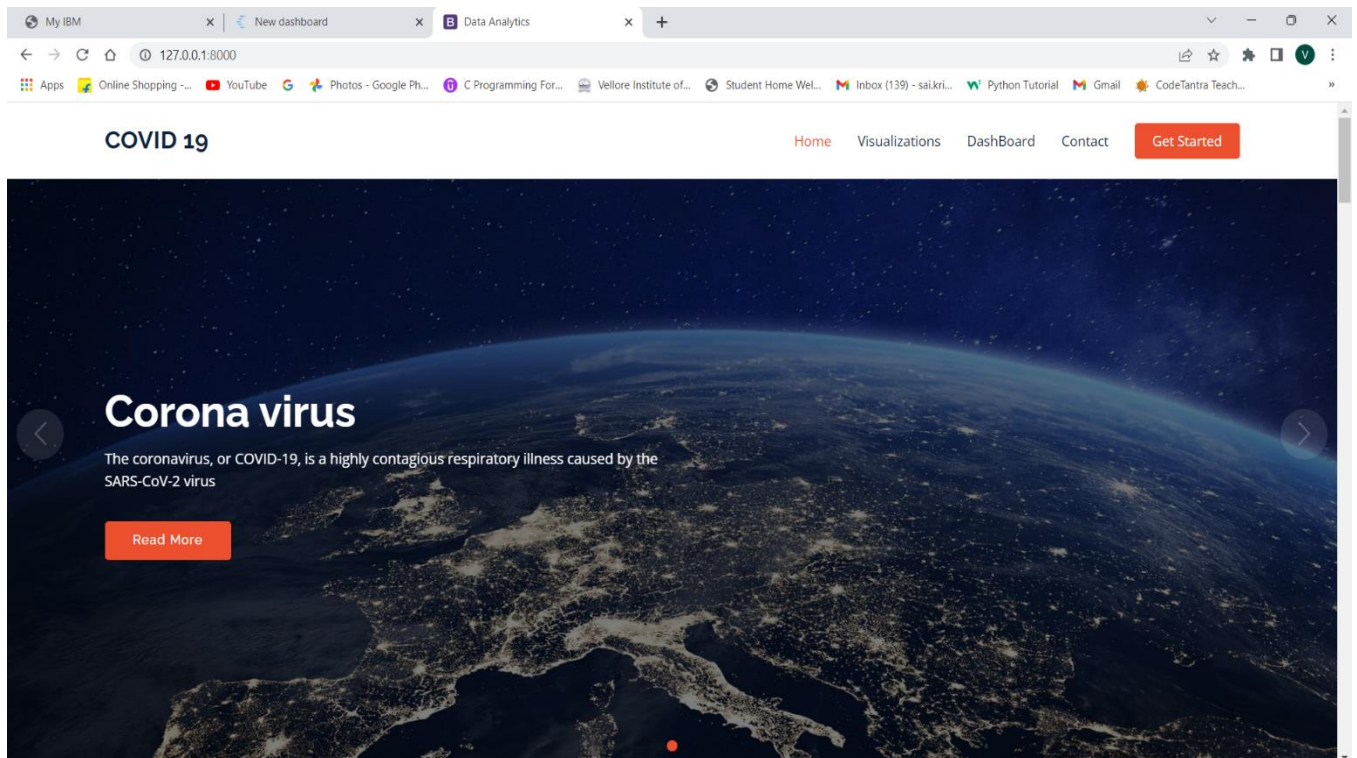 My IBM
New dashboard
Data Analytics
127.0.0.1:8000
Apps
Online Shopping -...
YouTube
Photos - Google Ph...
C Programming For...
Vellore Institute of...
Student Home Wel...
Inbox (139) - sai.kri...
Python Tutorial
Gmail
CodeTantra Teach...
»
V
COVID 19
Home
Visualizations
DashBoard
Contact
Get Started
Corona virus
The coronavirus, or COVID-19, is a highly contagious respiratory illness caused by the
SARS-CoV-2 virus
Read More